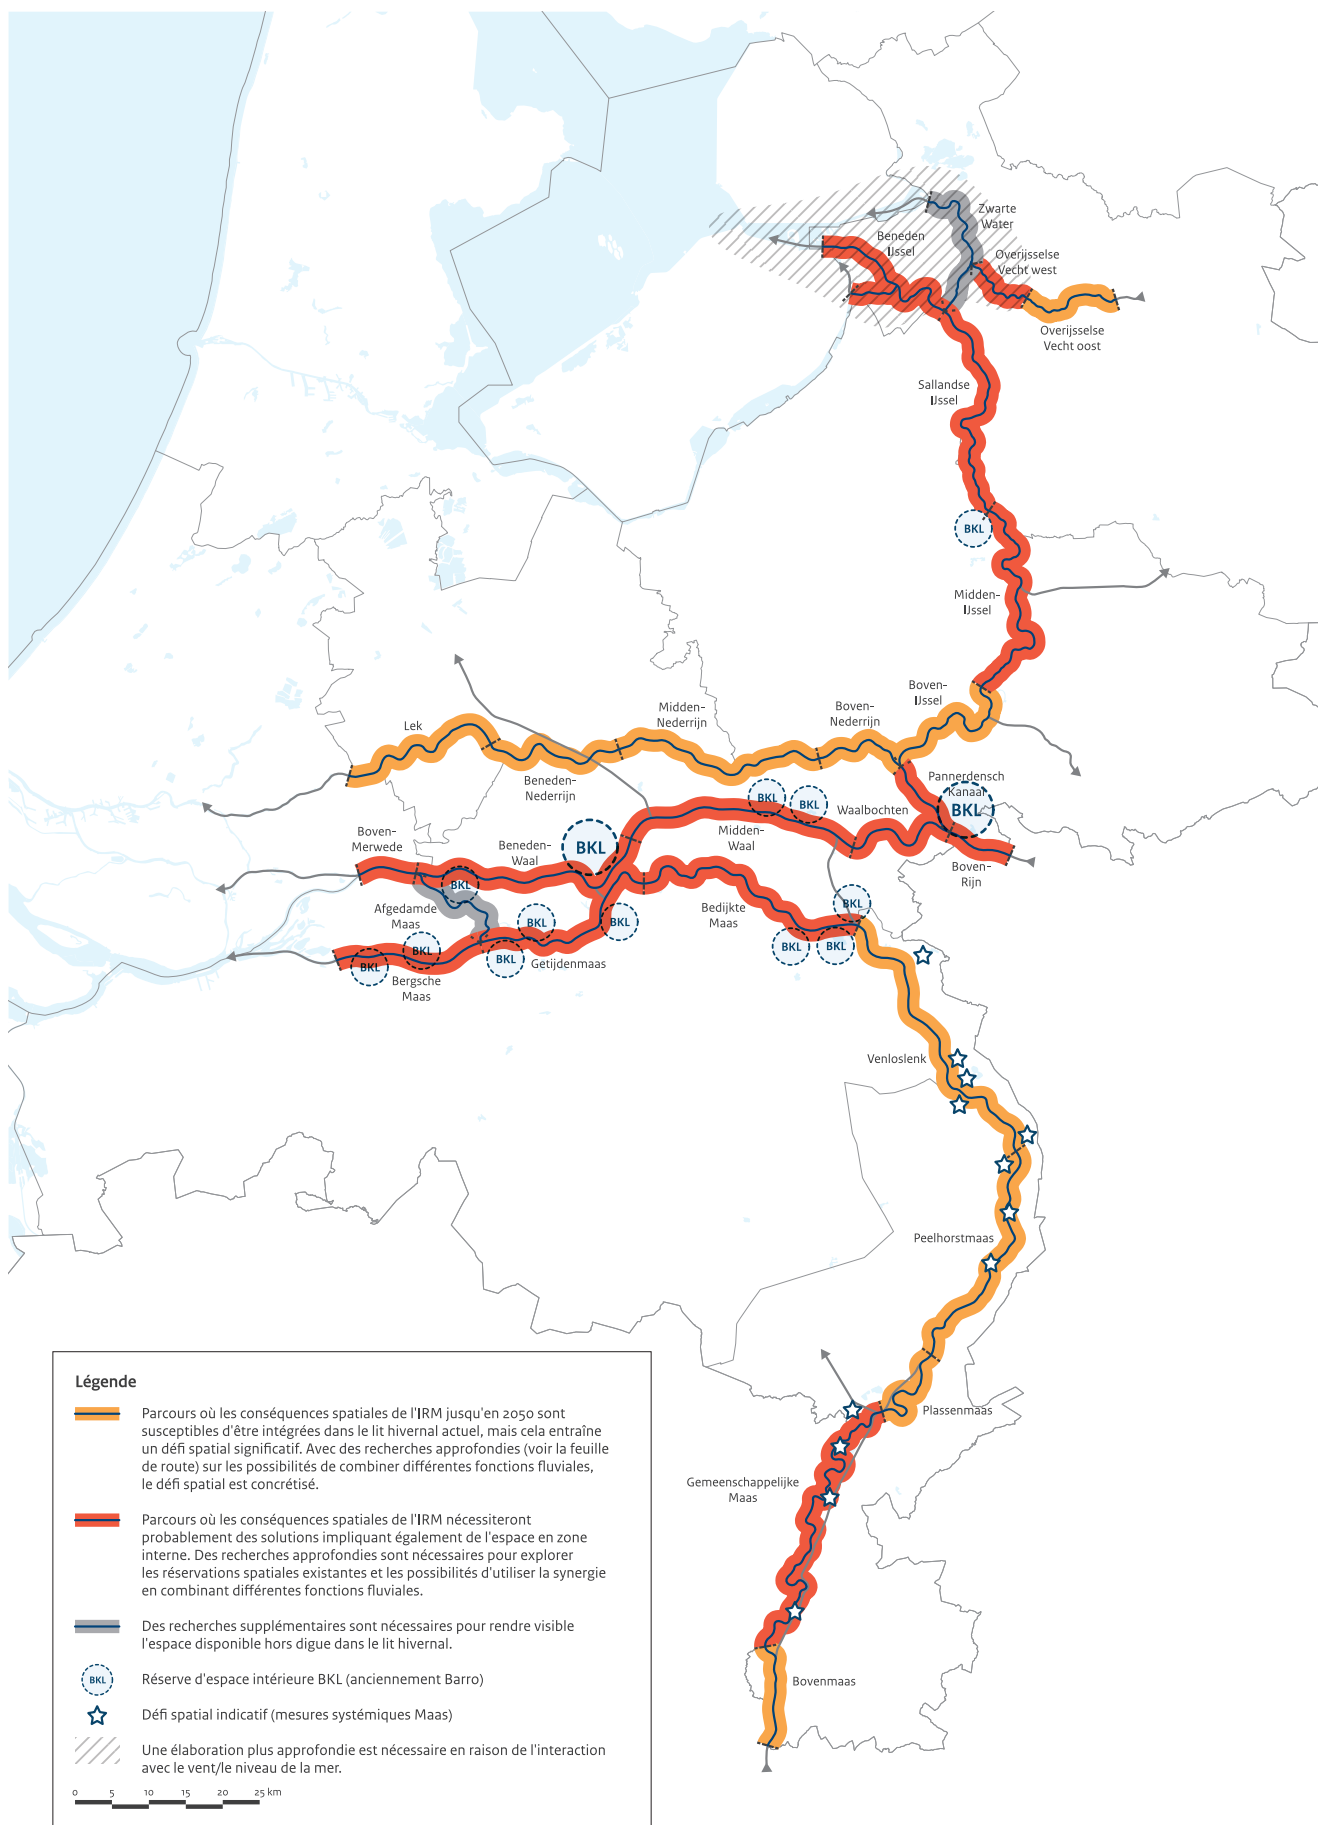 Zwarte
Water
Beneden
IJssel
Overijsselse
Vecht west
Overijsselse
Vecht oost
Sallandse
IJssel
BKL
Midden-
IJssel
Boven-
IJssel
Midden-
Nederrijn
Boven-
Nederrijn
Lek
Beneden-
Nederrijn
Pannerdensch
Kanaal
BKL
BKL
BKL
Waalbochten
Midden-
Waal
Boven-
Merwede
Beneden-
Waal
BKL
Boven-
Rijn
BKL
Afgedamde
Maas
BKL
BKL
BKL
Bedijkte
Maas
BKL
BKL
BKL
BKL
BKL
Getijdenmaas
BKL
Bergsche
Maas
Venloslenk
Peelhorstmaas
Plassenmaas
Gemeenschappelijke
Maas
Bovenmaas
Légende
Parcours où les conséquences spatiales de l'IRM jusqu'en 2050 sont
susceptibles d'être intégrées dans le lit hivernal actuel, mais cela entraîne
un défi spatial significatif. Avec des recherches approfondies (voir la feuille
de route) sur les possibilités de combiner différentes fonctions fluviales,
le défi spatial est concrétisé.
Parcours où les conséquences spatiales de l'IRM nécessiteront
probablement des solutions impliquant également de l'espace en zone
interne. Des recherches approfondies sont nécessaires pour explorer
les réservations spatiales existantes et les possibilités d'utiliser la synergie
en combinant différentes fonctions fluviales.
Des recherches supplémentaires sont nécessaires pour rendre visible
l'espace disponible hors digue dans le lit hivernal.
BKL
Réserve d'espace intérieure BKL (anciennement Barro)
Défi spatial indicatif (mesures systémiques Maas)
Une élaboration plus approfondie est nécessaire en raison de l'interaction
avec le vent/le niveau de la mer.
0 5 10 15 20 25 km